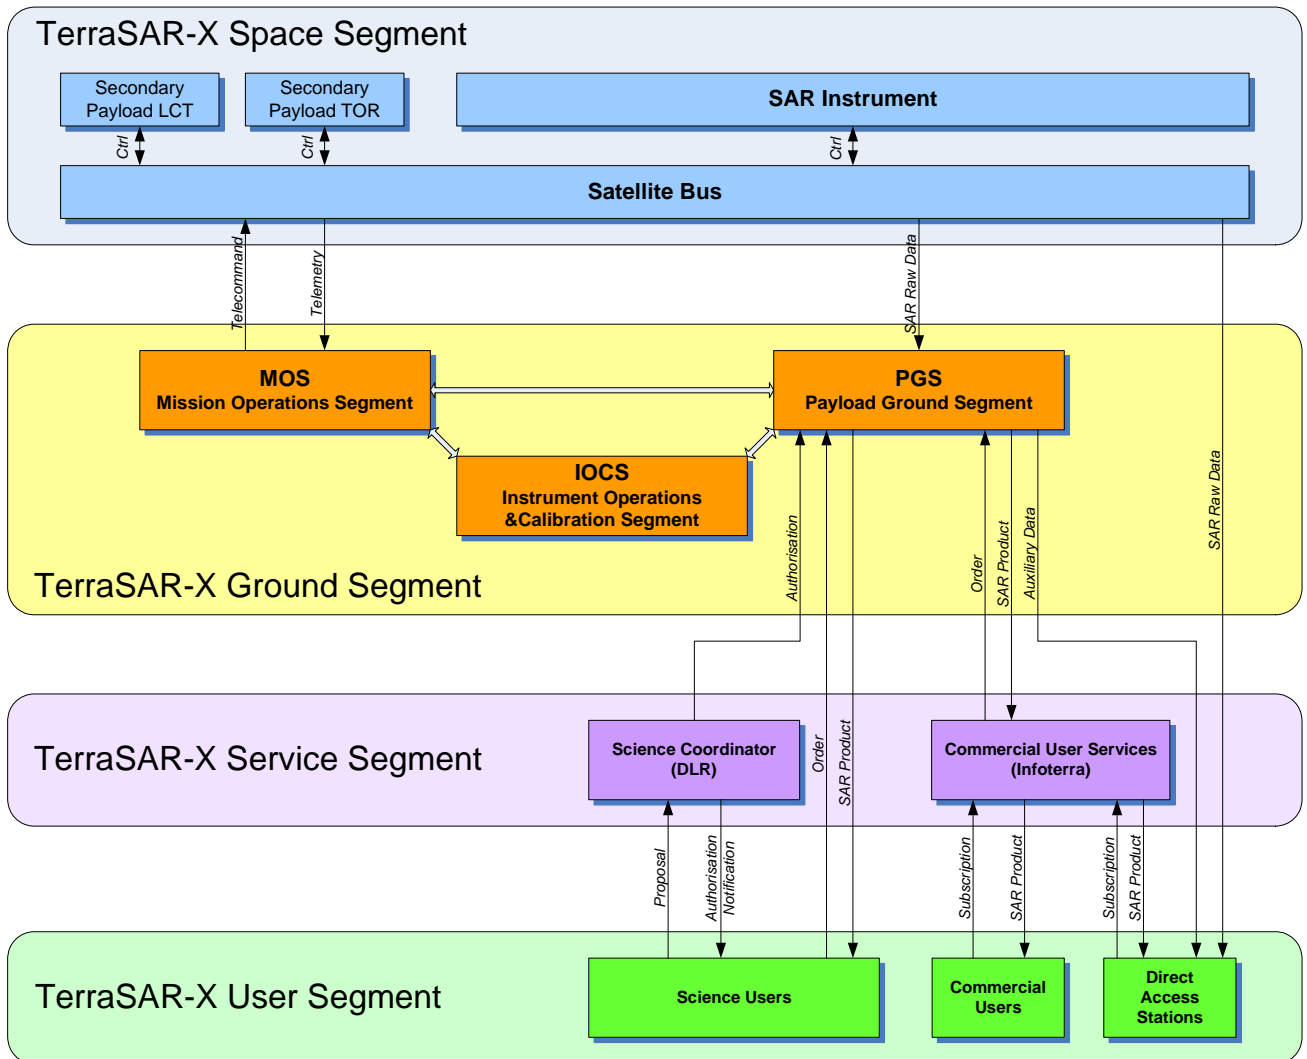 TerraSAR-X Space Segment
Secondary
Payload LCT
Secondary
Payload TOR
SAR Instrument
Ctrl
Ctrl
Ctrl
Satellite Bus
Telecommand
Telemetry
SAR Raw Data
SAR Raw Data
MOS
Mission Operations Segment
PGS
Payload Ground Segment
IOCS
Instrument Operations
&Calibration Segment
Authorisation
Order
SAR Product
Auxiliary Data
TerraSAR-X Ground Segment
TerraSAR-X Service Segment
Science Coordinator
(DLR)
Order
SAR Product
Commercial User Services
(Infoterra)
Proposal
Authorisation
Notification
Subscription
SAR Product
Subscription
SAR Product
TerraSAR-X User Segment
Science Users
Commercial
Users
Direct
Access
Stations